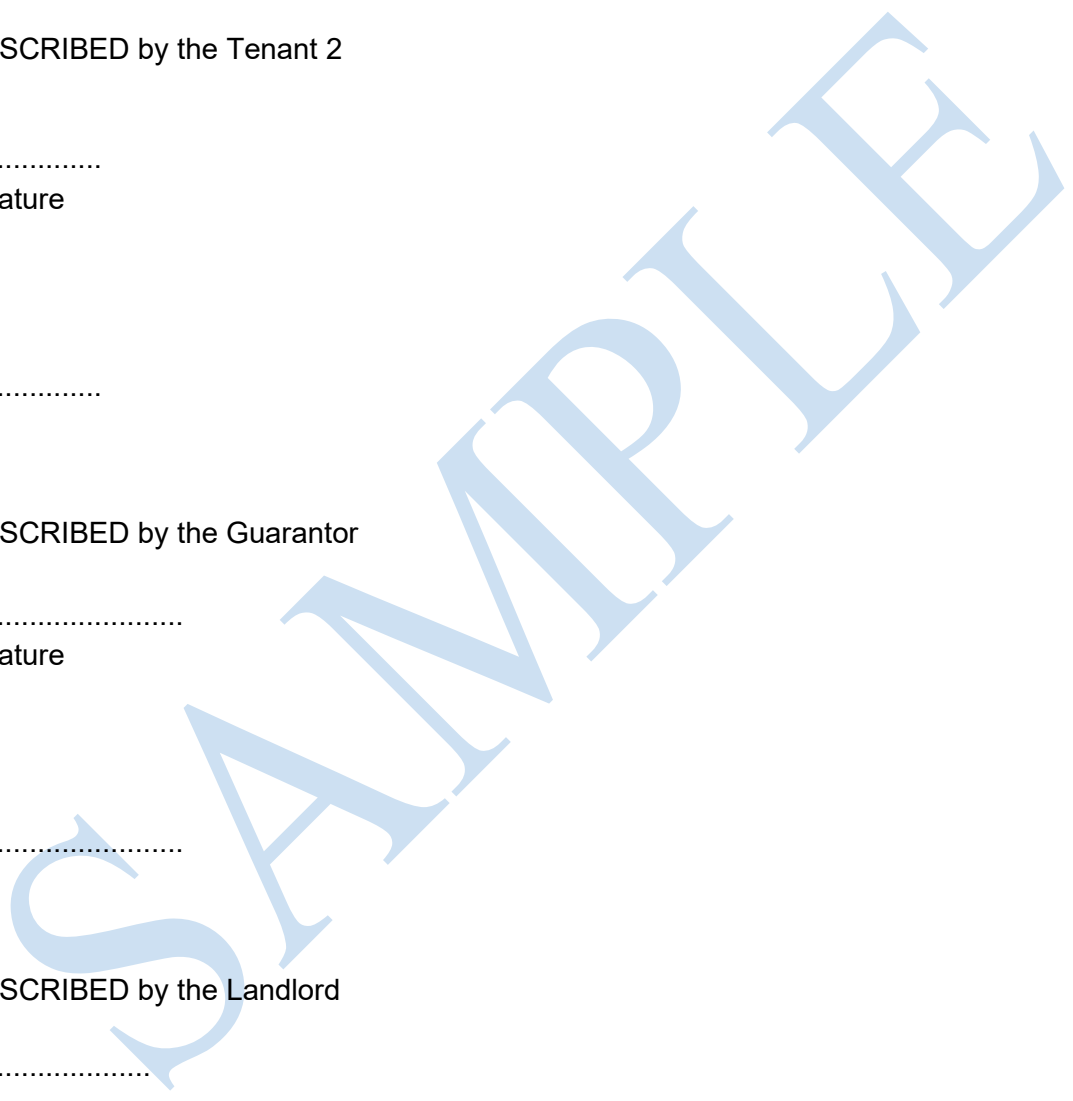 SCRIBED by the Tenant 2
.............
ature
.............
SCRIBED by the Guarantor
.......................
ature
.......................
SCRIBED by the Landlord
...................
SAMPLE